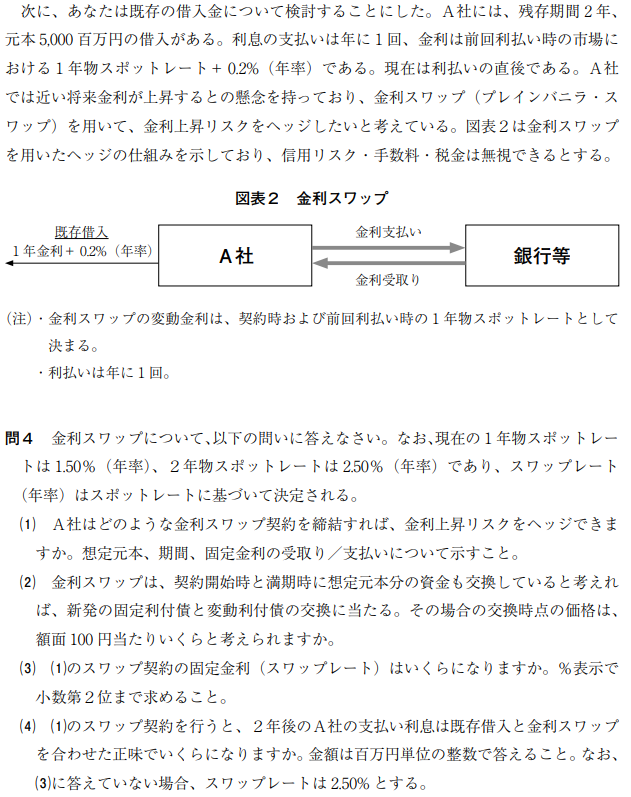 次に、あなたは既存の借入金について検討することにした。A社には、残存期間2年、
元本5,000百万円の借入がある。利息の支払いは年に1回、金利は前回利払い時の市場に
おける1年物スポットレート+0.2%（年率）である。現在は利払いの直後である。A社
では近い将来金利が上昇するとの懸念を持っており、金利スワップ（プレインバニラ・ス
ワップ）を用いて、金利上昇リスクをヘッジしたいと考えている。図表2は金利スワップ
を用いたヘッジの仕組みを示しており、信用リスク・手数料・税金は無視できるとする。
図表2 金利スワップ
既存借入
1年金利+0.2%（年率）
A社
金利支払い
金利受取り
銀行等
（注）・金利スワップの変動金利は、契約時および前回利払い時の1年物スポットレートとして
決まる。
・利払いは年に1回。
問4 金利スワップについて、以下の問いに答えなさい。なお、現在の1年物スポットレー
トは1.50%（年率）、2年物スポットレートは2.50%（年率）であり、スワップレート
（年率）はスポットレートに基づいて決定される。
(1) A社はどのような金利スワップ契約を締結すれば、金利上昇リスクをヘッジできま
すか。想定元本、期間、固定金利の受取り／支払いについて示すこと。
(2) 金利スワップは、契約開始時と満期時に想定元本分の資金も交換していると考えれ
ば、新発の固定利付債と変動利付債の交換に当たる。その場合の交換時点の価格は、
額面100円当たりいくらと考えられますか。
(3) (1)のスワップ契約の固定金利（スワップレート）はいくらになりますか。%表示で
小数第2位まで求めること。
(4) (1)のスワップ契約を行うと、2年後のA社の支払い利息は既存借入と金利スワップ
を合わせた正味でいくらになりますか。金額は百万円単位の整数で答えること。なお、
(3)に答えていない場合、スワップレートは2.50%とする。